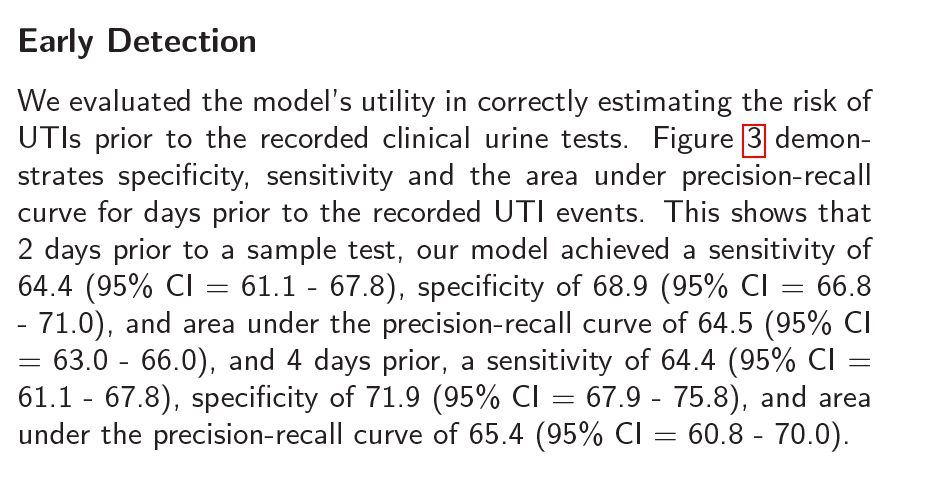 Early Detection
We evaluated the model's utility in correctly estimating the risk of
UTIs prior to the recorded clinical urine tests. Figure 3 demon-
strates specificity, sensitivity and the area under precision-recall
curve for days prior to the recorded UTI events. This shows that
2 days prior to a sample test, our model achieved a sensitivity of
64.4 (95% CI = 61.1 - 67.8), specificity of 68.9 (95% CI = 66.8
- 71.0), and area under the precision-recall curve of 64.5 (95% CI
= 63.0 - 66.0), and 4 days prior, a sensitivity of 64.4 (95% CI =
61.1 - 67.8), specificity of 71.9 (95% CI = 67.9 - 75.8), and area
under the precision-recall curve of 65.4 (95% CI = 60.8 - 70.0).